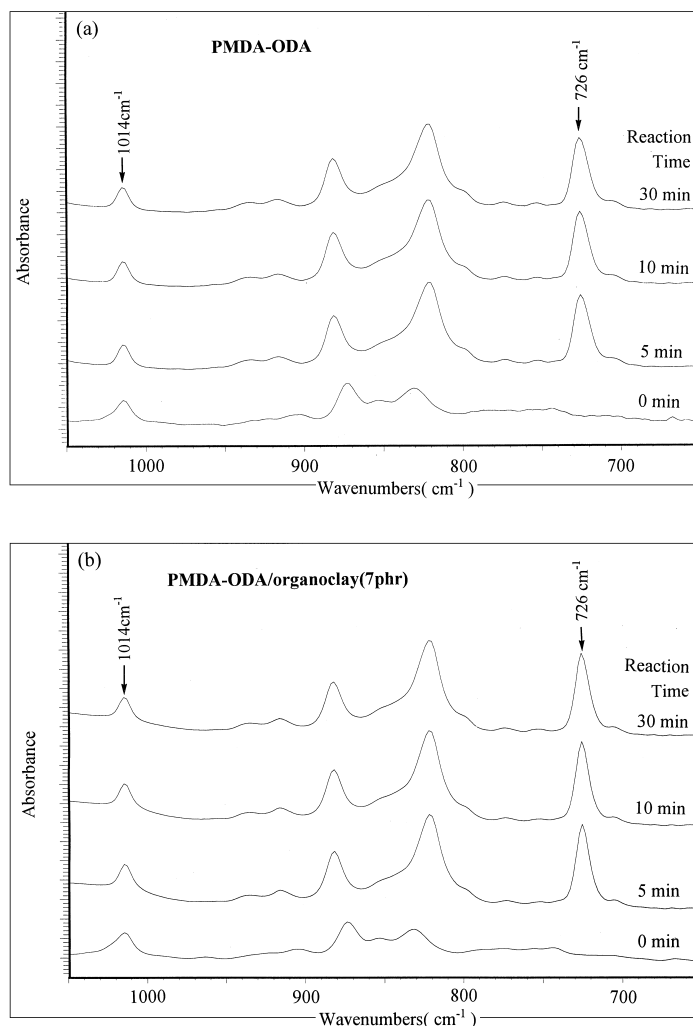 (a)
PMDA-ODA
1014cm⁻¹
726 cm⁻¹
Reaction
Time
30 min
10 min
5 min
0 min
Absorbance
1000
900
800
700
Wavenumbers( cm⁻¹ )
(b)
PMDA-ODA/organoclay(7phr)
1014cm⁻¹
726 cm⁻¹
Reaction
Time
30 min
10 min
5 min
0 min
Absorbance
1000
900
800
700
Wavenumbers( cm⁻¹ )